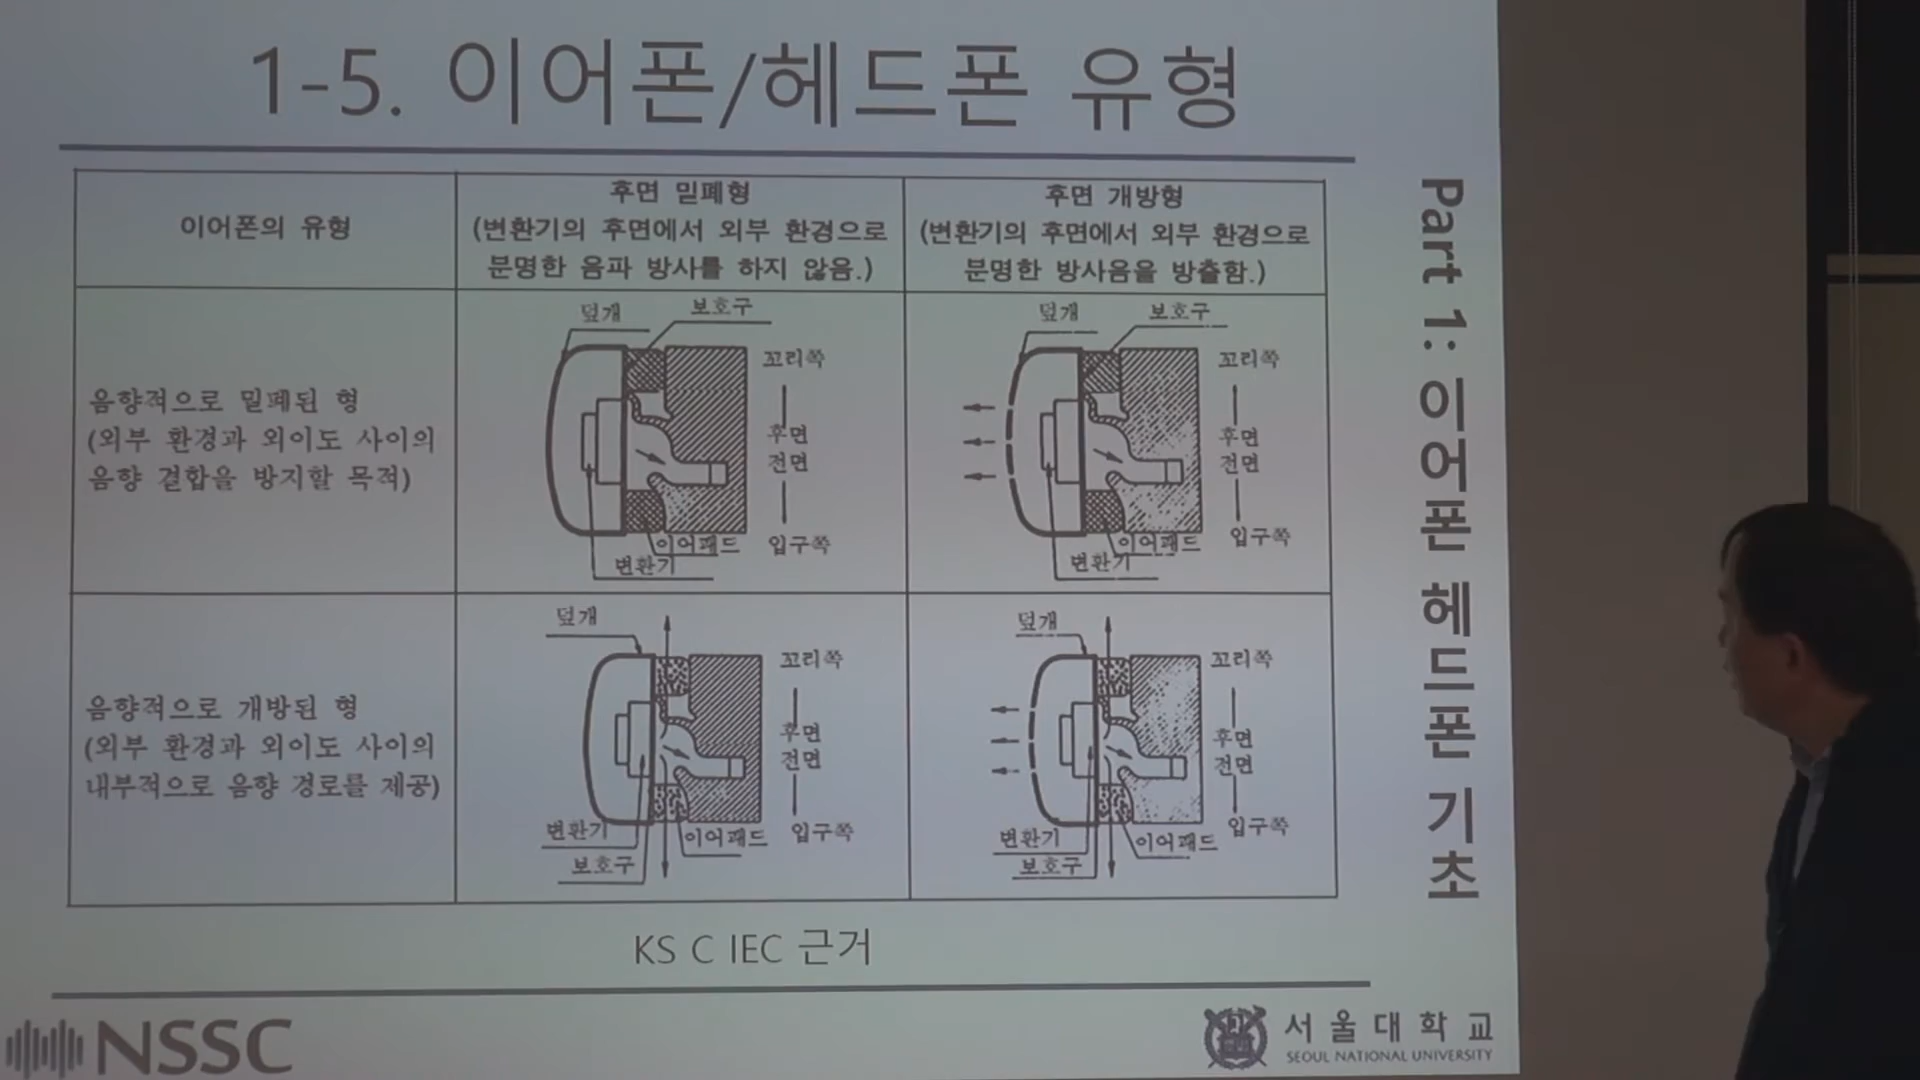 1-5. 이어폰/헤드폰 유형
이어폰의 유형
후면 밀폐형
(변환기의 후면에서 외부 환경으로
분명한 음파 방사를 하지 않음.)
후면 개방형
(변환기의 후면에서 외부 환경으로
분명한 방사음을 방출함.)
음향적으로 밀폐된 형
(외부 환경과 외이도 사이의
음향 결합을 방지할 목적)
덮개
보호구
꼬리쪽
후면
전면
입구쪽
이어패드
변환기
덮개
보호구
꼬리쪽
후면
전면
입구쪽
이어패드
변환기
음향적으로 개방된 형
(외부 환경과 외이도 사이의
내부적으로 음향 경로를 제공)
덮개
꼬리쪽
후면
전면
입구쪽
변환기
이어패드
보호구
덮개
꼬리쪽
후면
전면
입구쪽
변환기
이어패드
보호구
KS C IEC 근거
Part 1: 이어폰 헤드폰 기초
NSSC
서울대학교
SEOUL NATIONAL UNIVERSITY